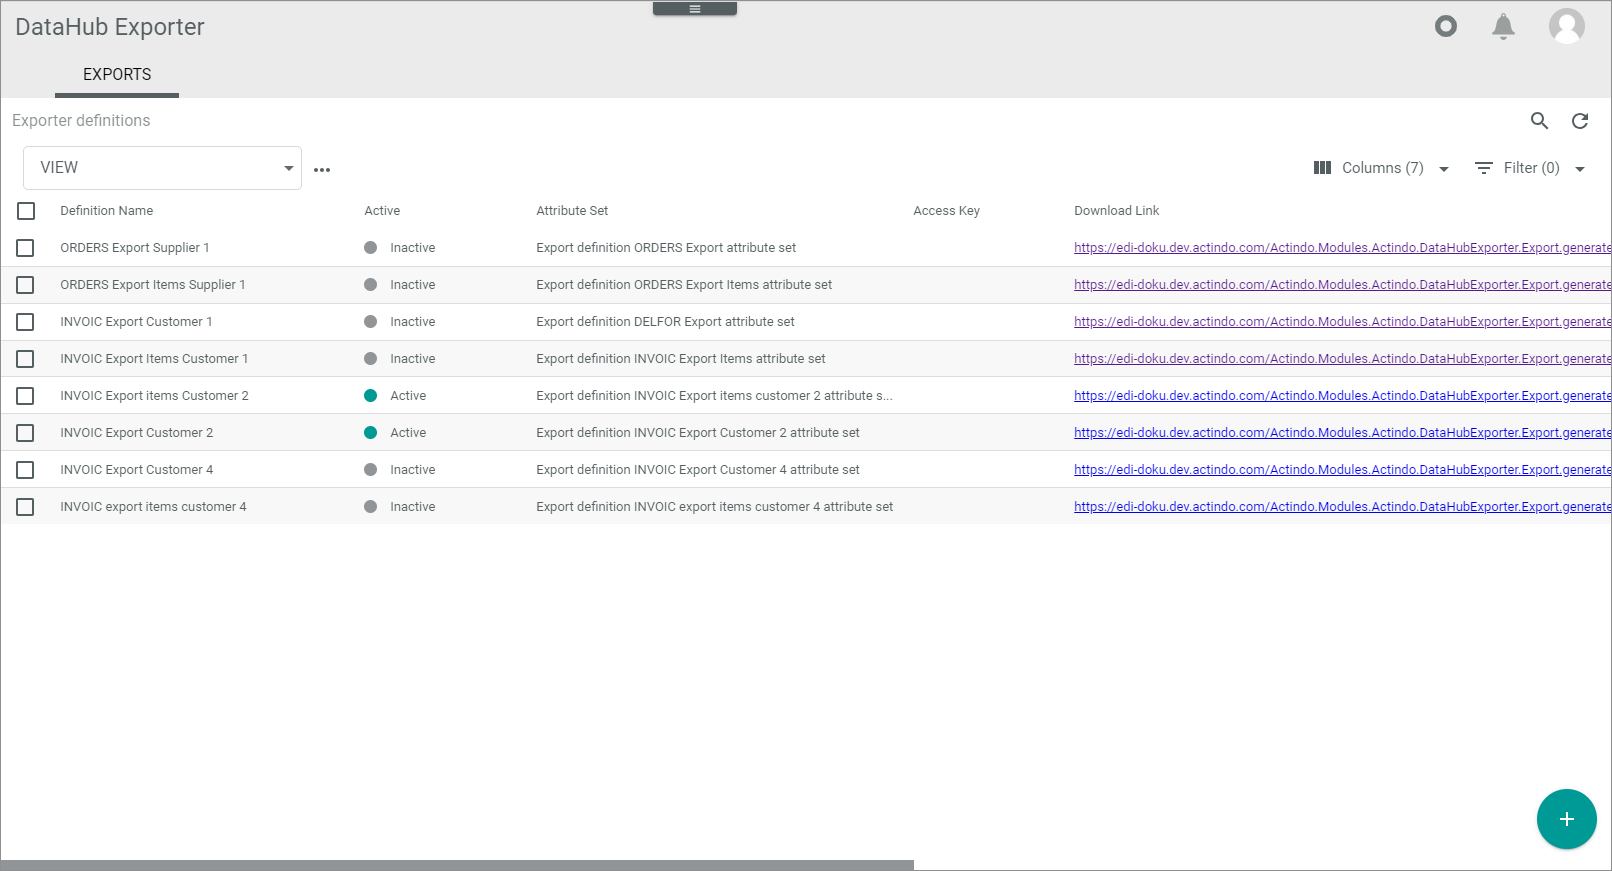 DataHub Exporter
EXPORTS
Exporter definitions
VIEW
Columns (7)
Filter (0)
Definition Name Active Attribute Set Access Key Download Link
ORDERS Export Supplier 1 Inactive Export definition ORDERS Export attribute set https://edi-doku.dev.actindo.com/Actindo.Modules.Actindo.DataHubExporter.Export.generate
ORDERS Export Items Supplier 1 Inactive Export definition ORDERS Export Items attribute set https://edi-doku.dev.actindo.com/Actindo.Modules.Actindo.DataHubExporter.Export.generate
INVOIC Export Customer 1 Inactive Export definition DELFOR Export attribute set https://edi-doku.dev.actindo.com/Actindo.Modules.Actindo.DataHubExporter.Export.generate
INVOIC Export Items Customer 1 Inactive Export definition INVOIC Export Items attribute set https://edi-doku.dev.actindo.com/Actindo.Modules.Actindo.DataHubExporter.Export.generate
INVOIC Export items Customer 2 Active Export definition INVOIC Export items customer 2 attribute s... https://edi-doku.dev.actindo.com/Actindo.Modules.Actindo.DataHubExporter.Export.generate
INVOIC Export Customer 2 Active Export definition INVOIC Export Customer 2 attribute set https://edi-doku.dev.actindo.com/Actindo.Modules.Actindo.DataHubExporter.Export.generate
INVOIC Export Customer 4 Inactive Export definition INVOIC Export Customer 4 attribute set https://edi-doku.dev.actindo.com/Actindo.Modules.Actindo.DataHubExporter.Export.generate
INVOIC export items customer 4 Inactive Export definition INVOIC export items customer 4 attribute set https://edi-doku.dev.actindo.com/Actindo.Modules.Actindo.DataHubExporter.Export.generate